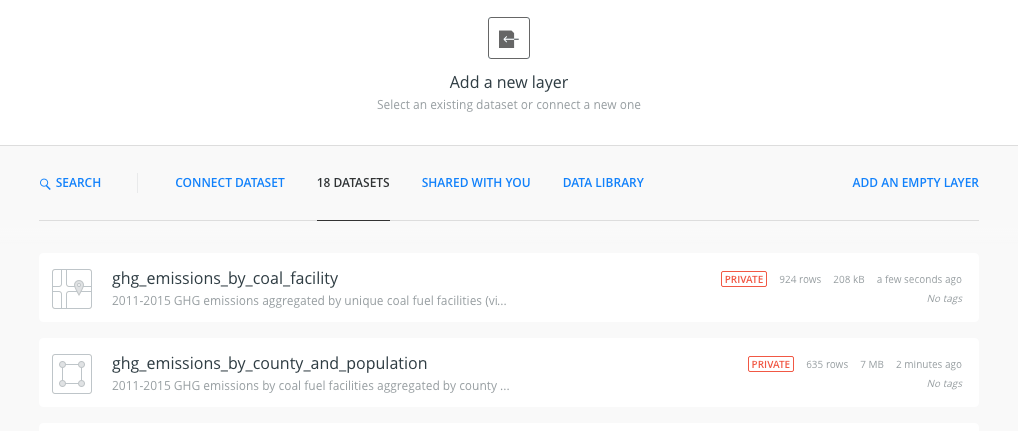 Add a new layer
Select an existing dataset or connect a new one
SEARCH CONNECT DATASET 18 DATASETS SHARED WITH YOU DATA LIBRARY ADD AN EMPTY LAYER
ghg_emissions_by_coal_facility PRIVATE 924 rows 208 kB a few seconds ago
2011-2015 GHG emissions aggregated by unique coal fuel facilities (vi... No tags
ghg_emissions_by_county_and_population PRIVATE 635 rows 7 MB 2 minutes ago
2011-2015 GHG emissions by coal fuel facilities aggregated by county ... No tags